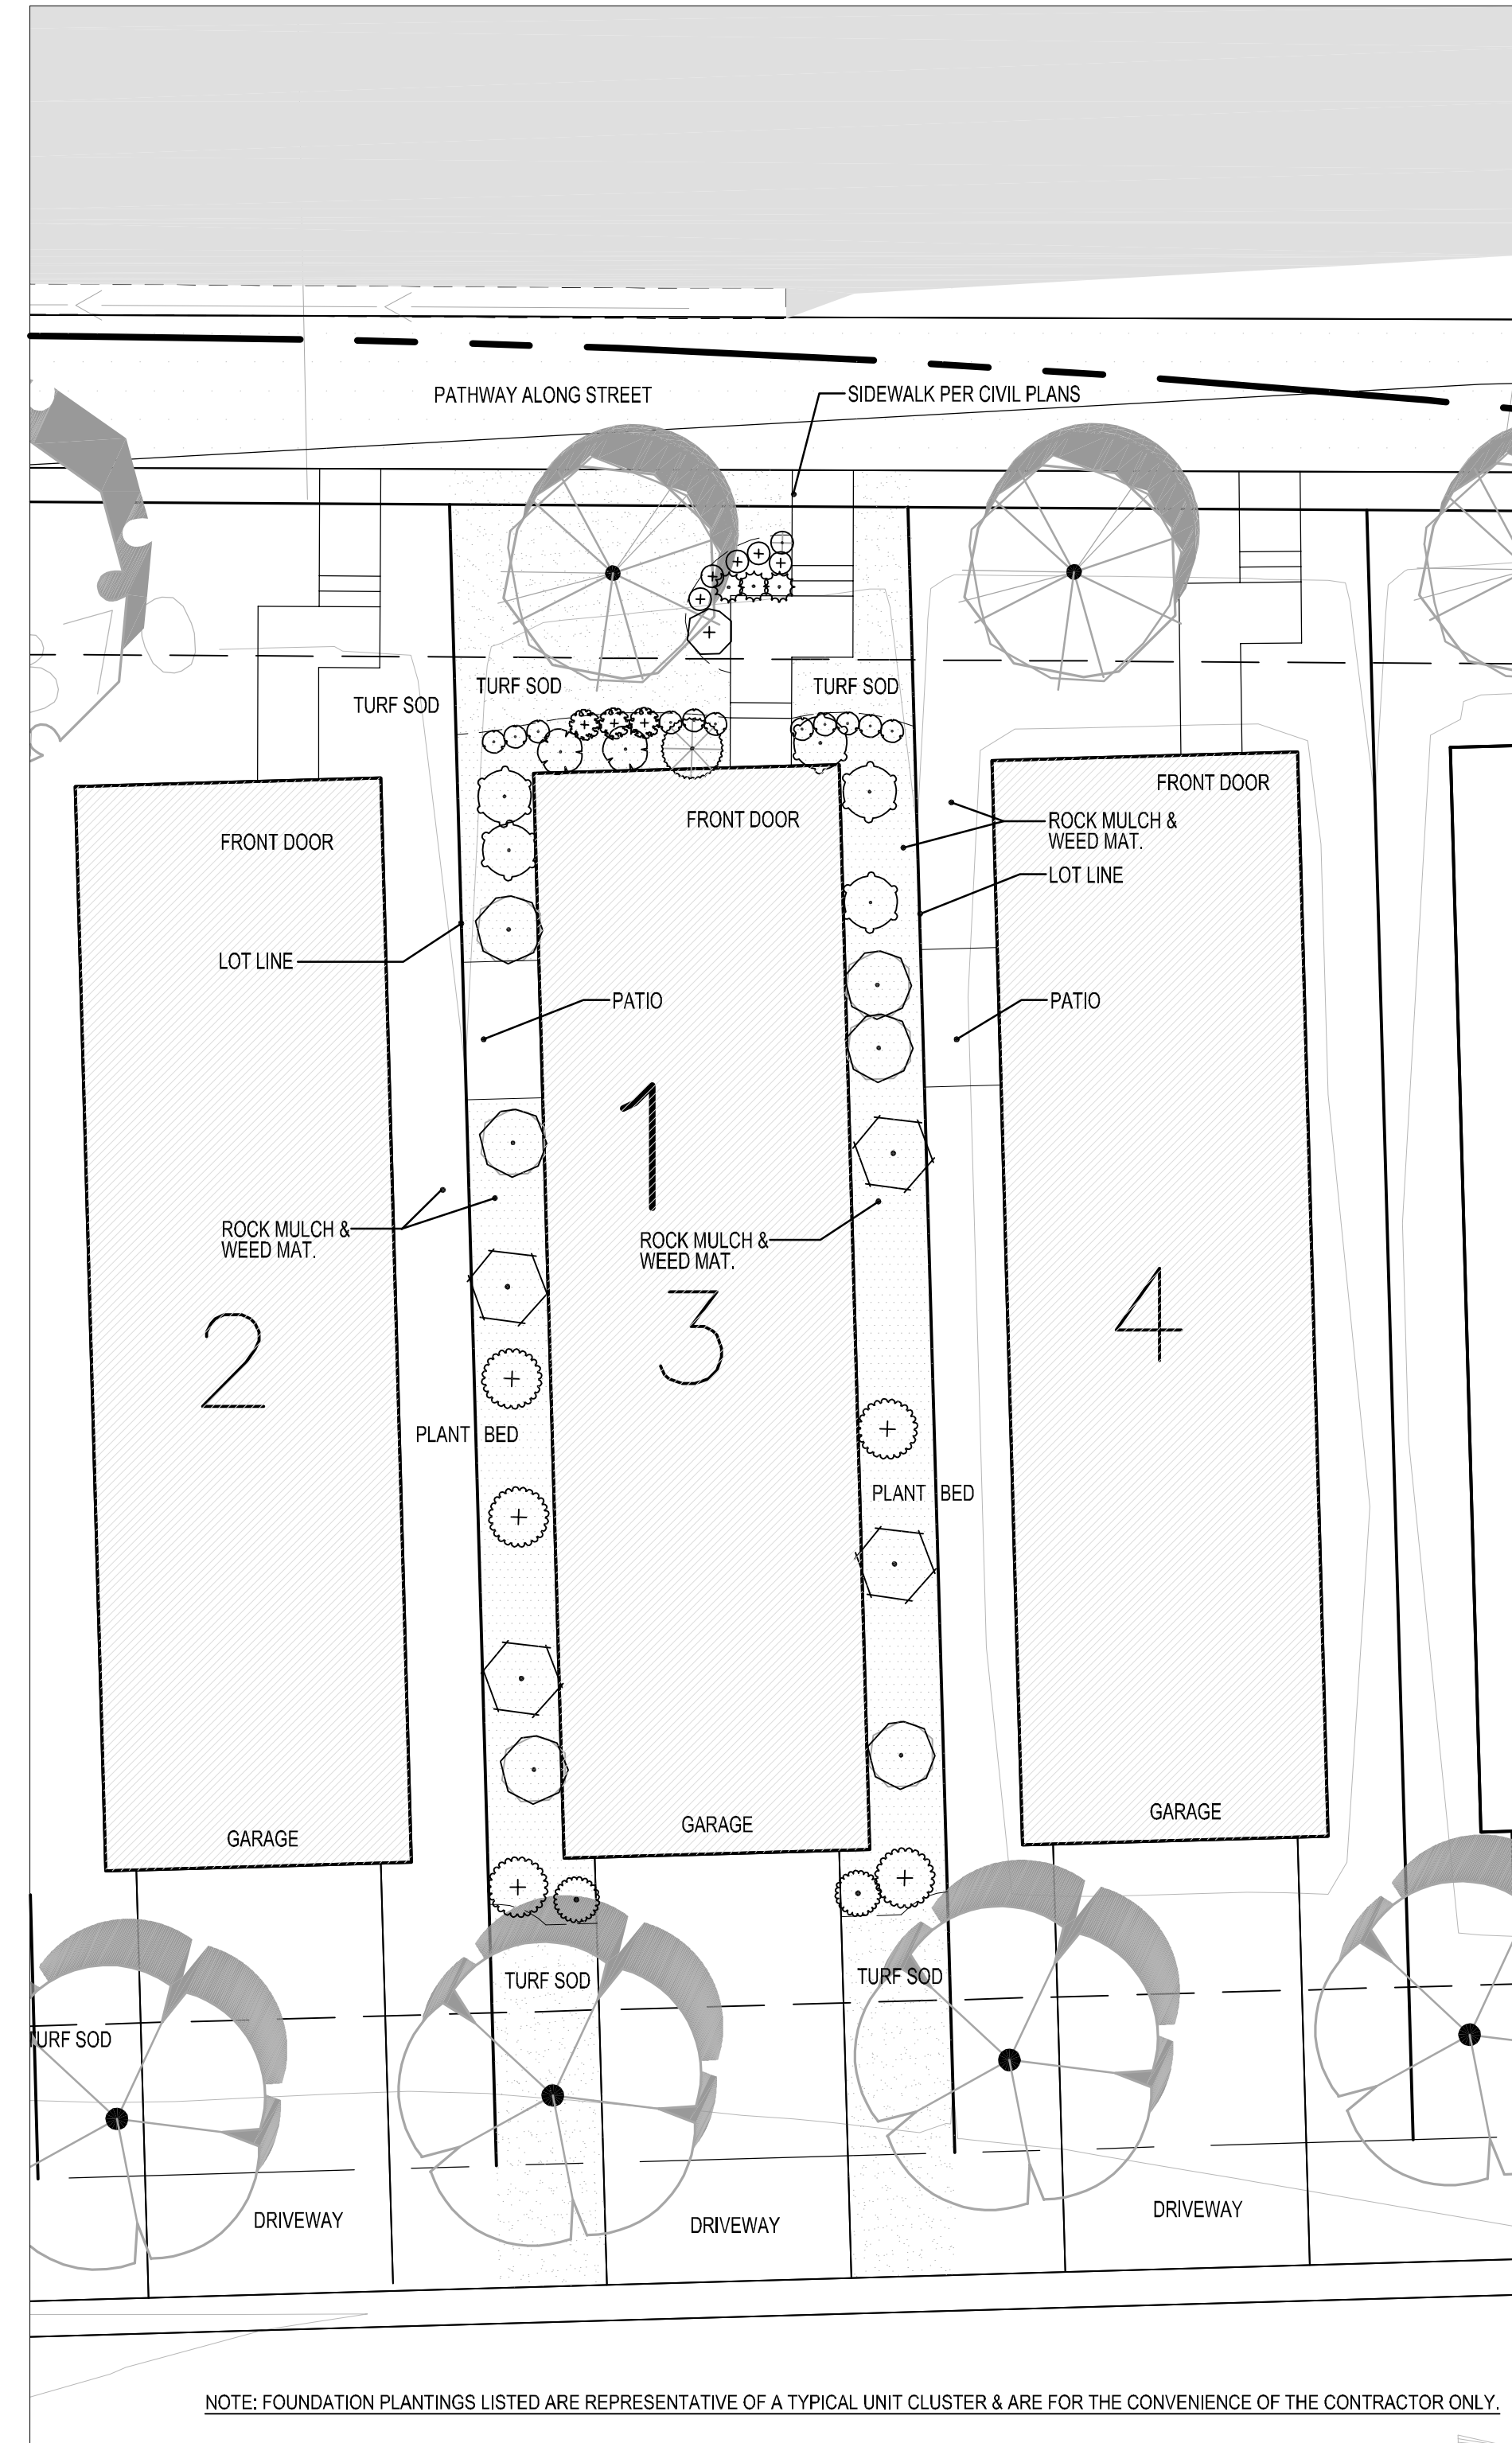 PATHWAY ALONG STREET
SIDEWALK PER CIVIL PLANS
TURF SOD
TURF SOD
TURF SOD
FRONT DOOR
FRONT DOOR
FRONT DOOR
ROCK MULCH &
WEED MAT.
LOT LINE
LOT LINE
PATIO
PATIO
1
ROCK MULCH &
WEED MAT.
ROCK MULCH &
WEED MAT.
2
3
4
PLANT BED
PLANT BED
GARAGE
GARAGE
GARAGE
TURF SOD
TURF SOD
TURF SOD
DRIVEWAY
DRIVEWAY
DRIVEWAY
NOTE: FOUNDATION PLANTINGS LISTED ARE REPRESENTATIVE OF A TYPICAL UNIT CLUSTER & ARE FOR THE CONVENIENCE OF THE CONTRACTOR ONLY.